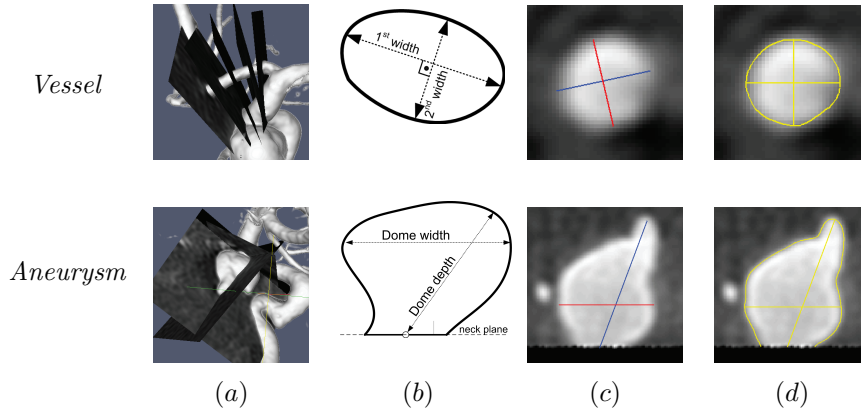 Vessel
1st width
2nd width
Aneurysm
Dome width
Dome depth
neck plane
(a) (b) (c) (d)